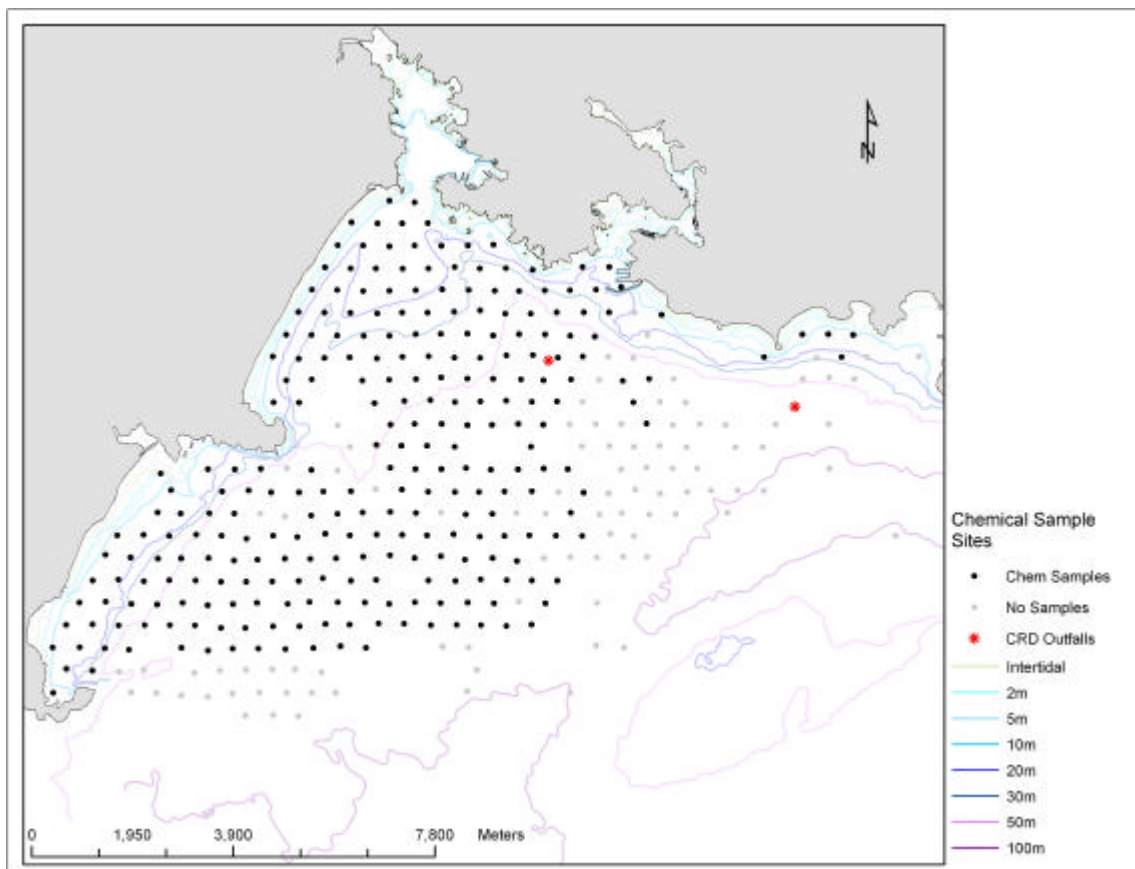 N
Chemical Sample
Sites
Chem Samples
No Samples
CRD Outfalls
Intertidal
2m
5m
10m
20m
30m
50m
100m
0 1,950 3,900 7,800 Meters